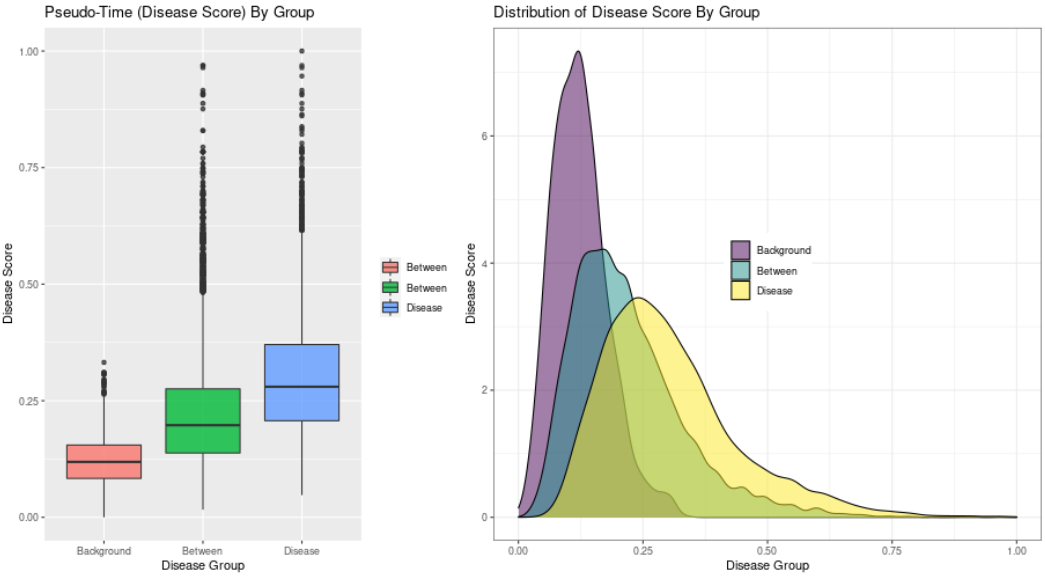 Pseudo-Time (Disease Score) By Group
Disease Score
1.00
0.75
0.50
0.25
0.00
Background
Between
Disease
Disease Group
Between
Between
Disease
Distribution of Disease Score By Group
Disease Score
6
4
2
0
Background
Between
Disease
0.00
0.25
0.50
0.75
1.00
Disease Group